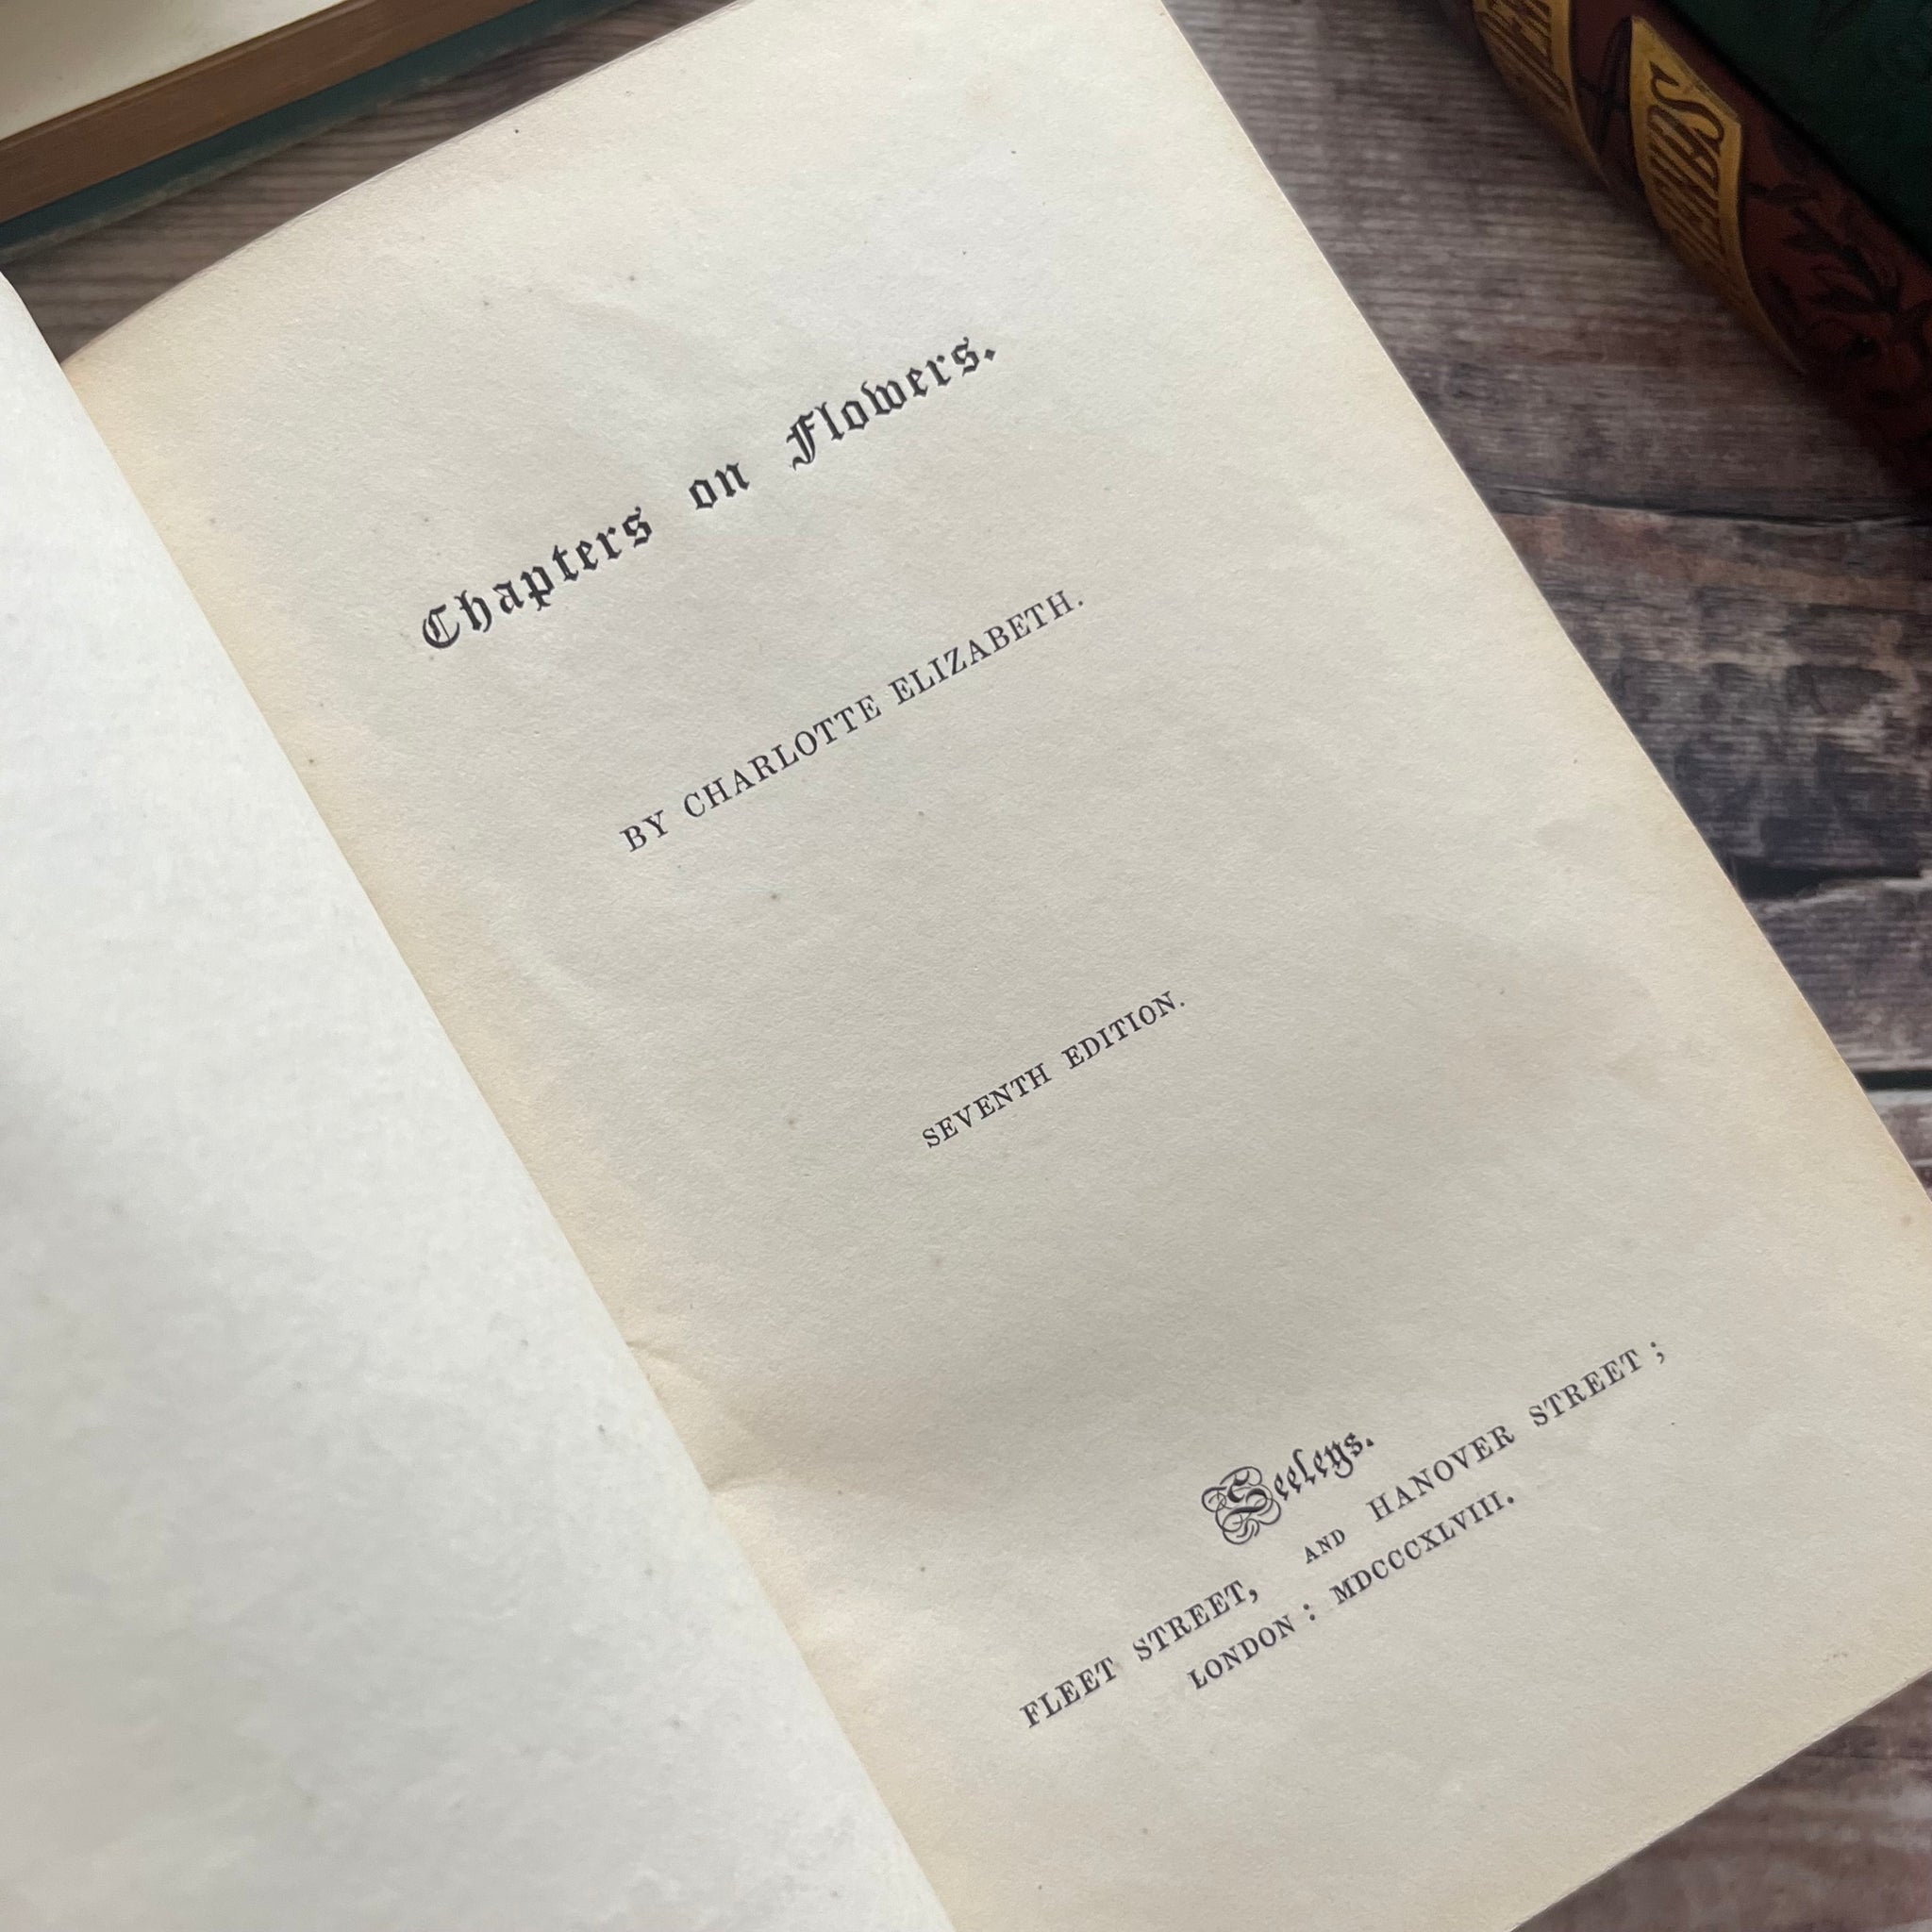 Chapters on Flowers.
BY CHARLOTTE ELIZABETH.
SEVENTH EDITION.
Seeleys.
FLEET STREET, AND HANOVER STREET ;
LONDON : MDCCCXLVIII.